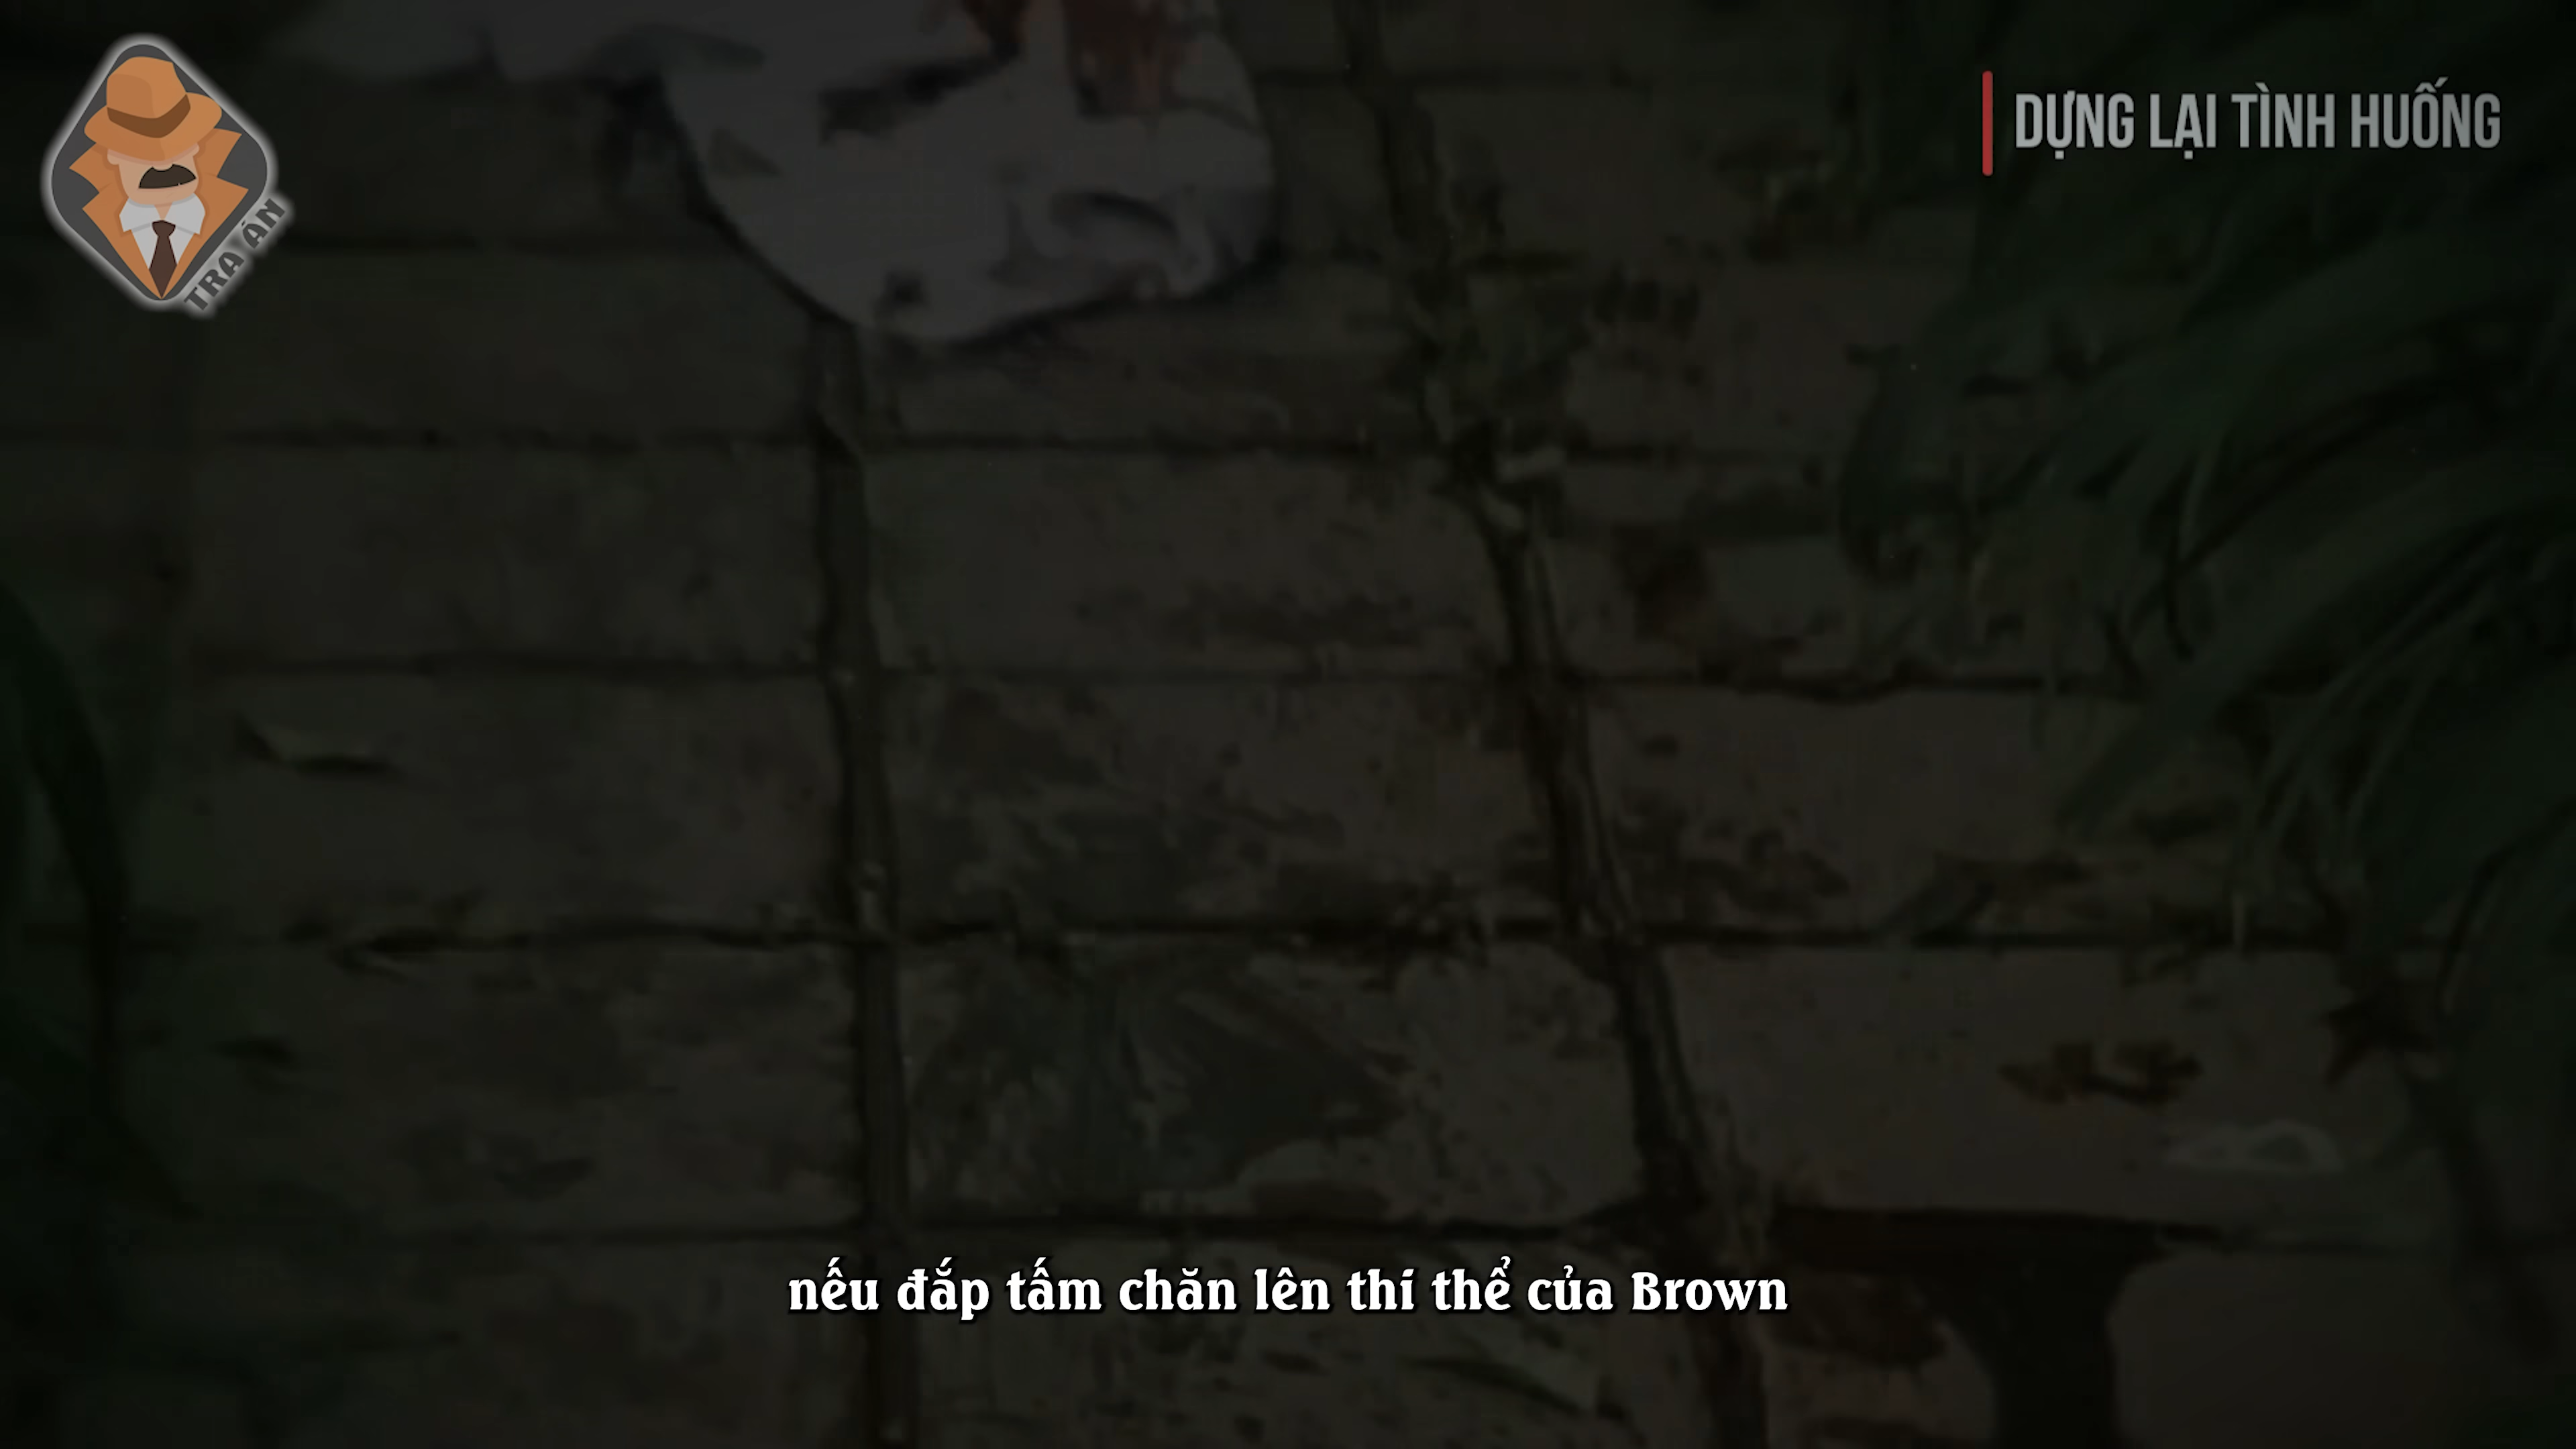 TRA ÁN
DỰNG LẠI TÌNH HUỐNG
nếu đắp tấm chăn lên thi thể của Brown